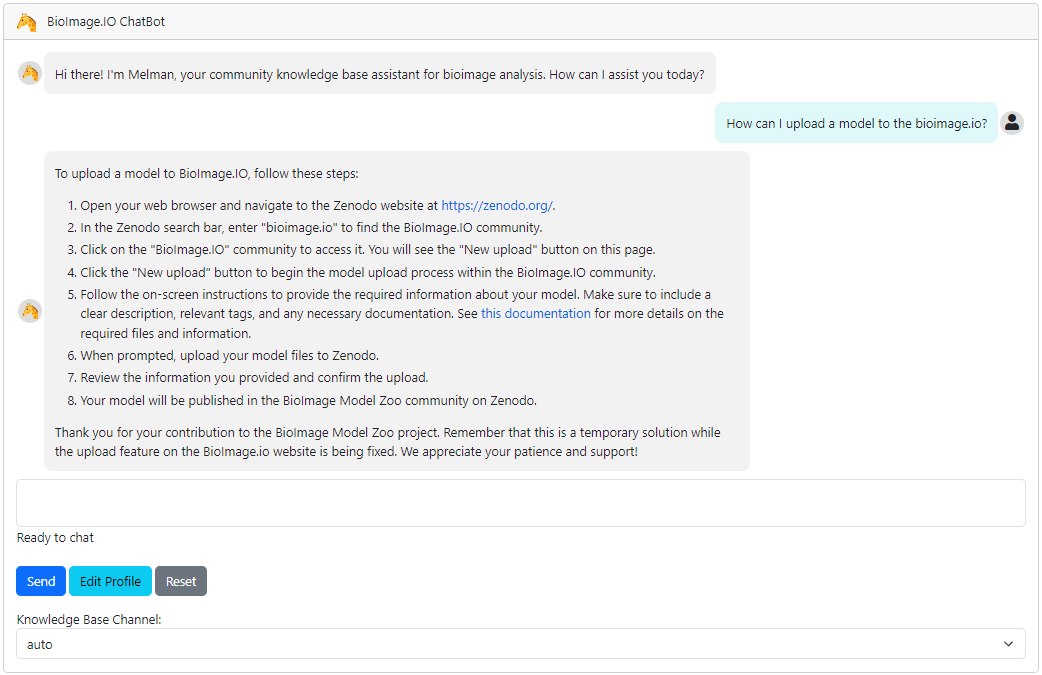 BioImage.IO ChatBot
Hi there! I'm Melman, your community knowledge base assistant for bioimage analysis. How can I assist you today?
How can I upload a model to the bioimage.io?
To upload a model to BioImage.IO, follow these steps:
1. Open your web browser and navigate to the Zenodo website at https://zenodo.org/.
2. In the Zenodo search bar, enter "bioimage.io" to find the BioImage.IO community.
3. Click on the "BioImage.IO" community to access it. You will see the "New upload" button on this page.
4. Click the "New upload" button to begin the model upload process within the BioImage.IO community.
5. Follow the on-screen instructions to provide the required information about your model. Make sure to include a
clear description, relevant tags, and any necessary documentation. See this documentation for more details on the
required files and information.
6. When prompted, upload your model files to Zenodo.
7. Review the information you provided and confirm the upload.
8. Your model will be published in the BioImage Model Zoo community on Zenodo.
Thank you for your contribution to the BioImage Model Zoo project. Remember that this is a temporary solution while
the upload feature on the BioImage.io website is being fixed. We appreciate your patience and support!
Ready to chat
Send Edit Profile Reset
Knowledge Base Channel:
auto